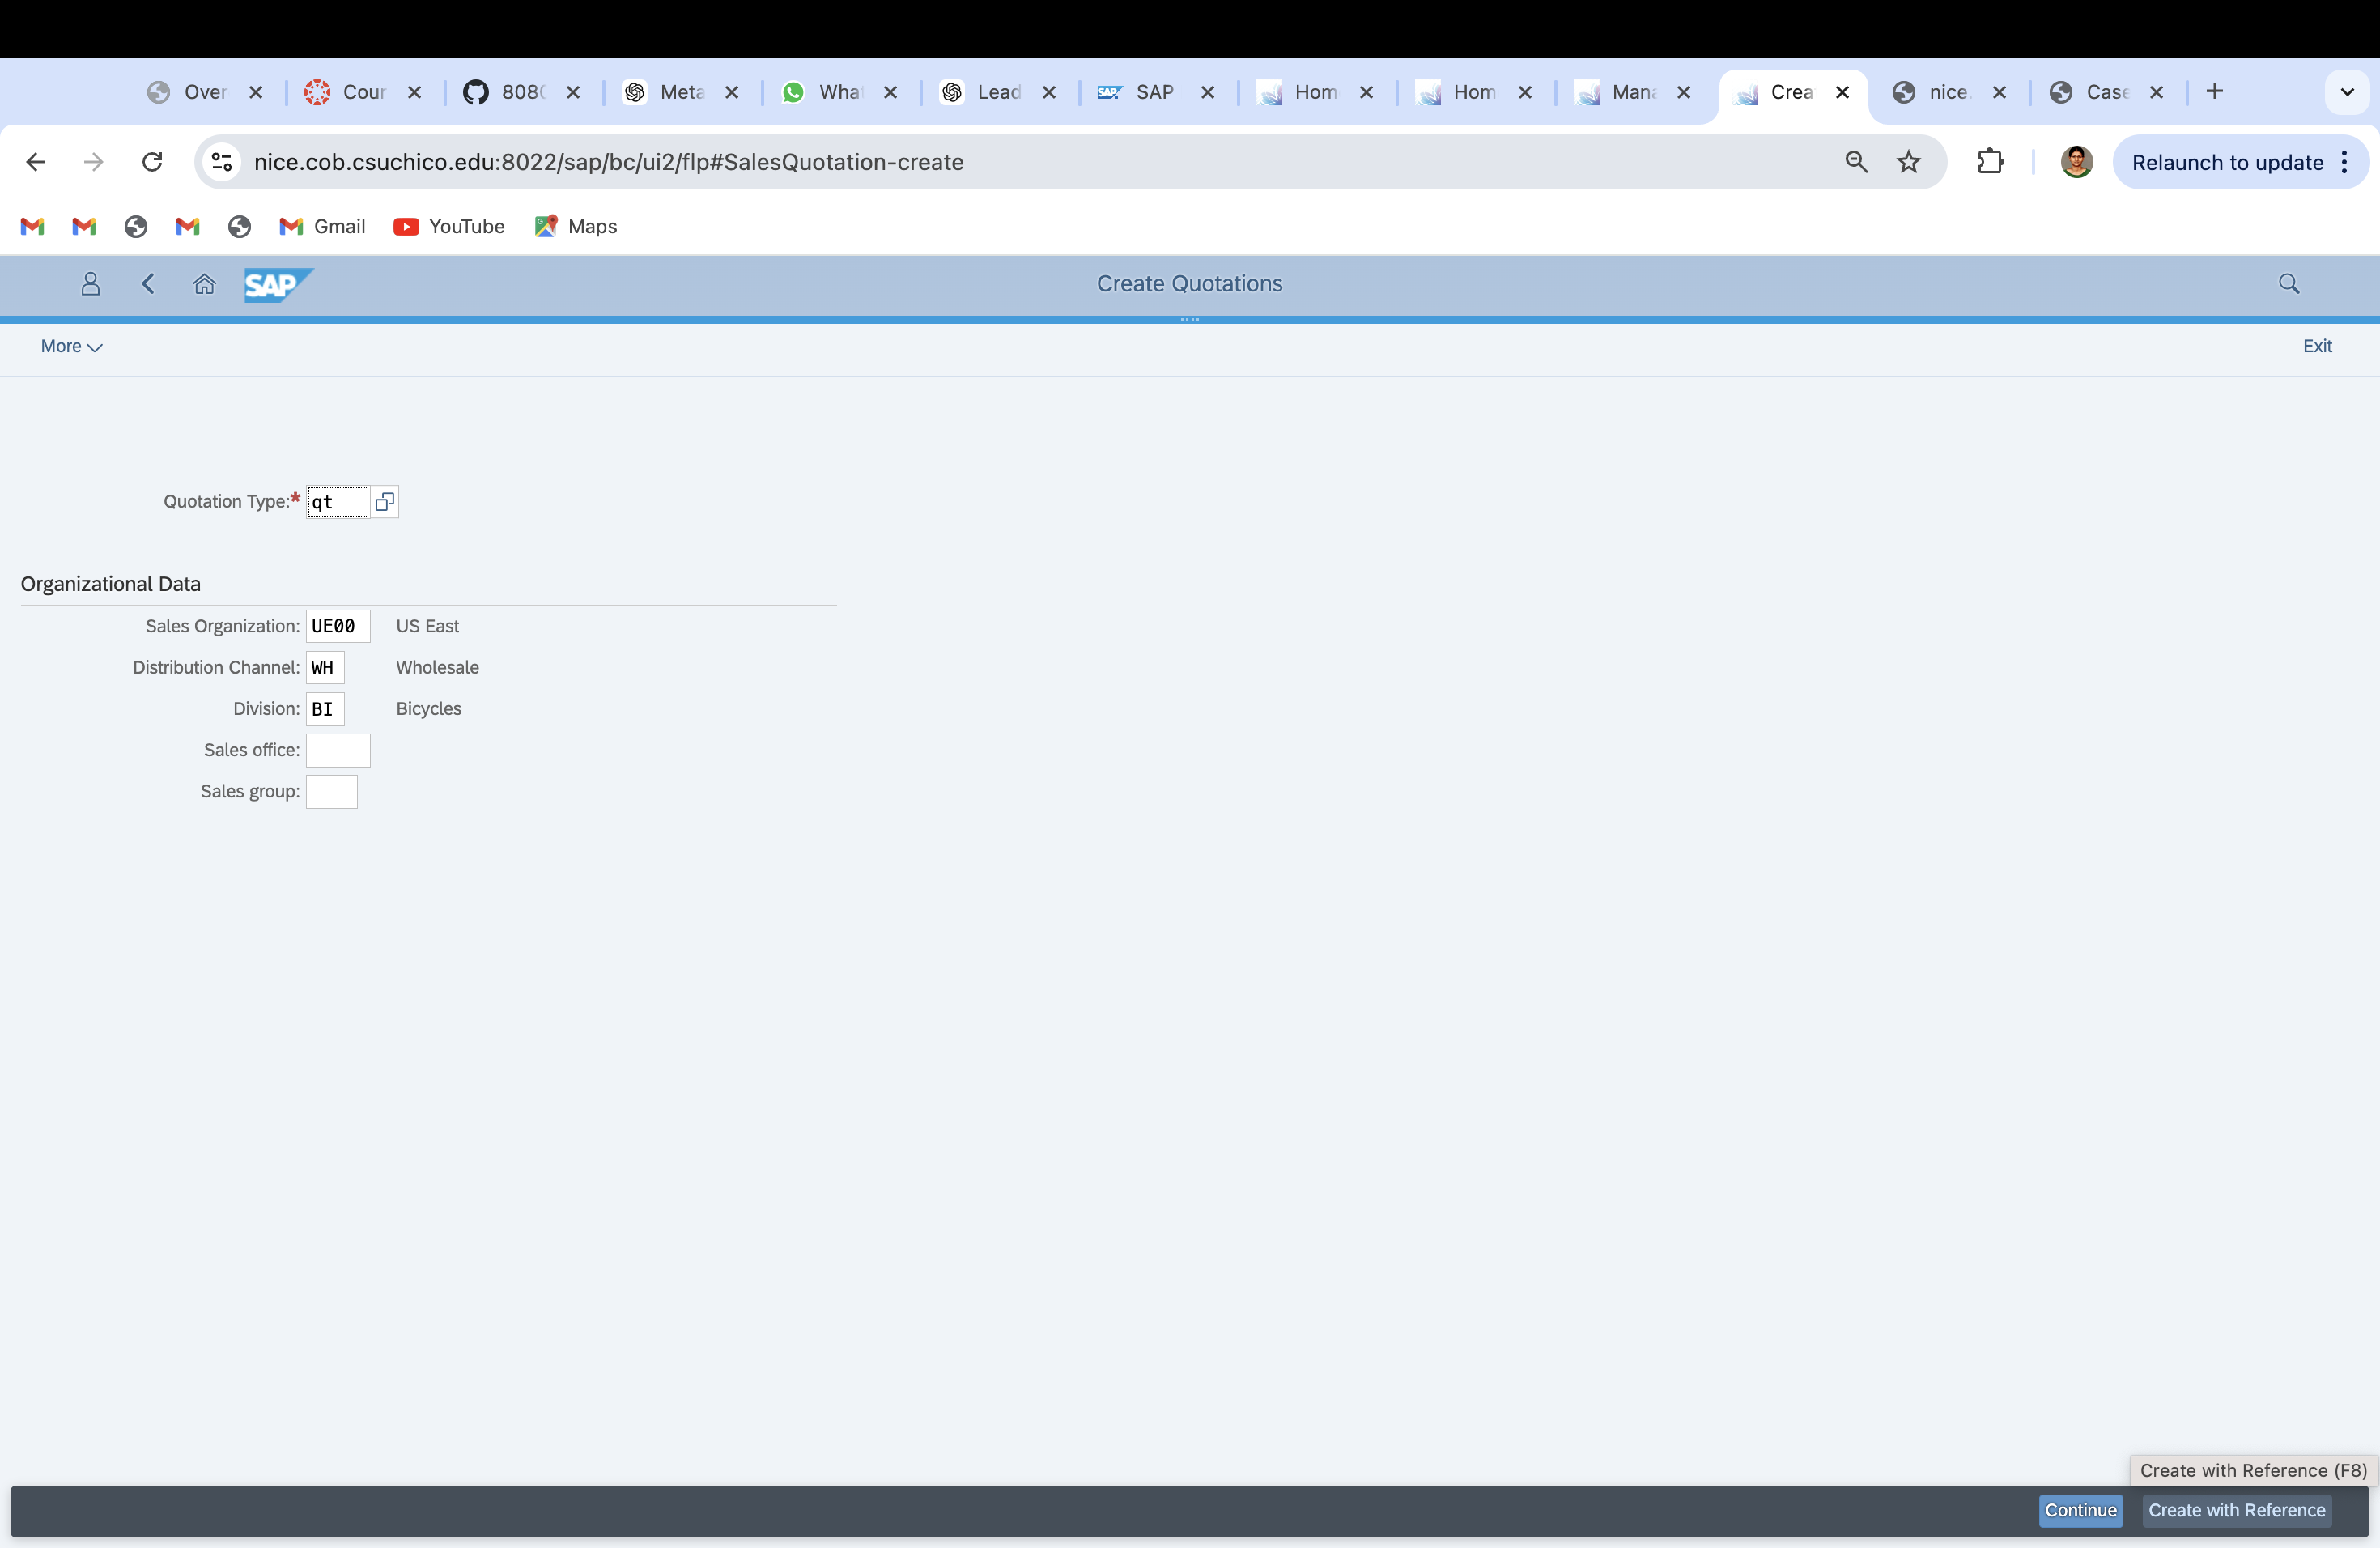 Over
Cour
808
Meta
What
Lead
SAP
Hom
Hom
Mana
Crea
nice.
Case
nice.cob.csuchico.edu:8022/sap/bc/ui2/flp#SalesQuotation-create
Relaunch to update
Gmail
YouTube
Maps
SAP
Create Quotations
More
Exit
Quotation Type:*
qt
Organizational Data
Sales Organization: UE00 US East
Distribution Channel: WH Wholesale
Division: BI Bicycles
Sales office:
Sales group:
Create with Reference (F8)
Continue
Create with Reference